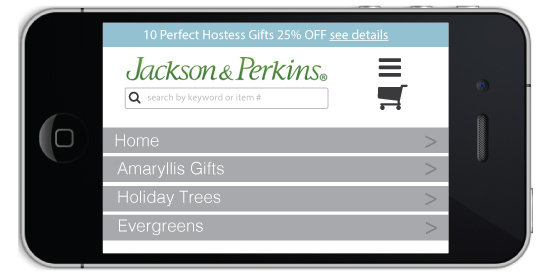 10 Perfect Hostess Gifts 25% OFF see details
Jackson & Perkins®
search by keyword or item #
Home >
Amaryllis Gifts >
Holiday Trees >
Evergreens >